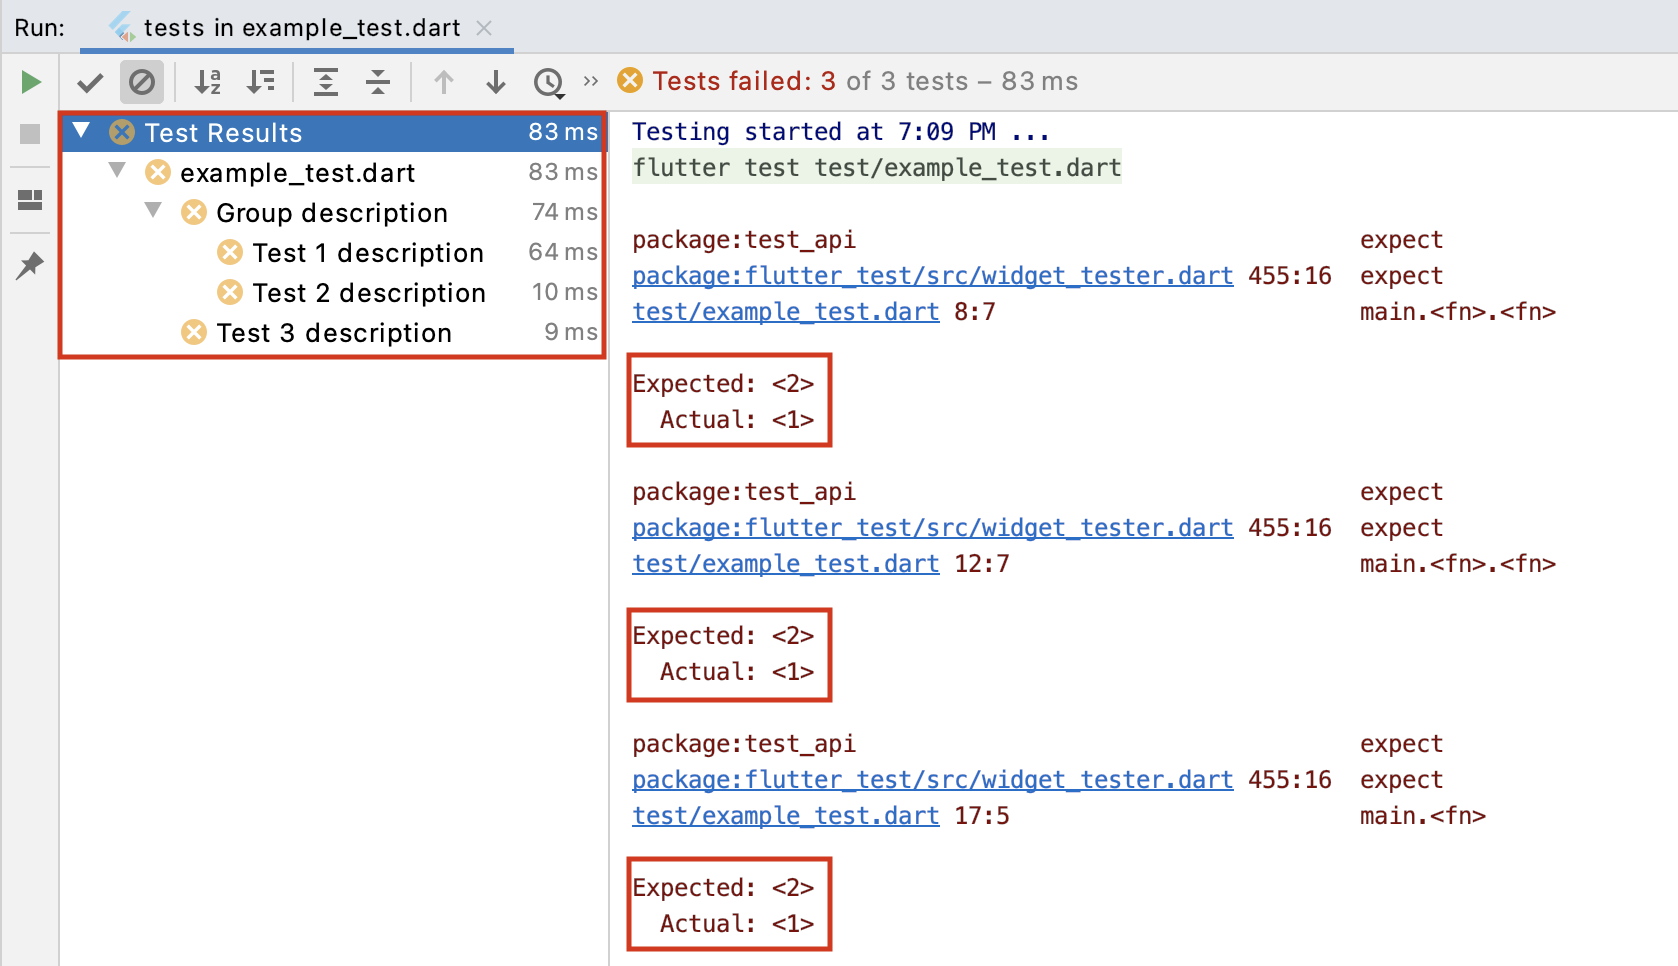 Run: tests in example_test.dart
Tests failed: 3 of 3 tests – 83 ms
Test Results 83 ms
example_test.dart 83 ms
Group description 74 ms
Test 1 description 64 ms
Test 2 description 10 ms
Test 3 description 9 ms
Testing started at 7:09 PM ...
flutter test test/example_test.dart
package:test_api expect
package:flutter_test/src/widget_tester.dart 455:16 expect
test/example_test.dart 8:7 main.<fn>.<fn>
Expected: <2>
Actual: <1>
package:test_api expect
package:flutter_test/src/widget_tester.dart 455:16 expect
test/example_test.dart 12:7 main.<fn>.<fn>
Expected: <2>
Actual: <1>
package:test_api expect
package:flutter_test/src/widget_tester.dart 455:16 expect
test/example_test.dart 17:5 main.<fn>
Expected: <2>
Actual: <1>